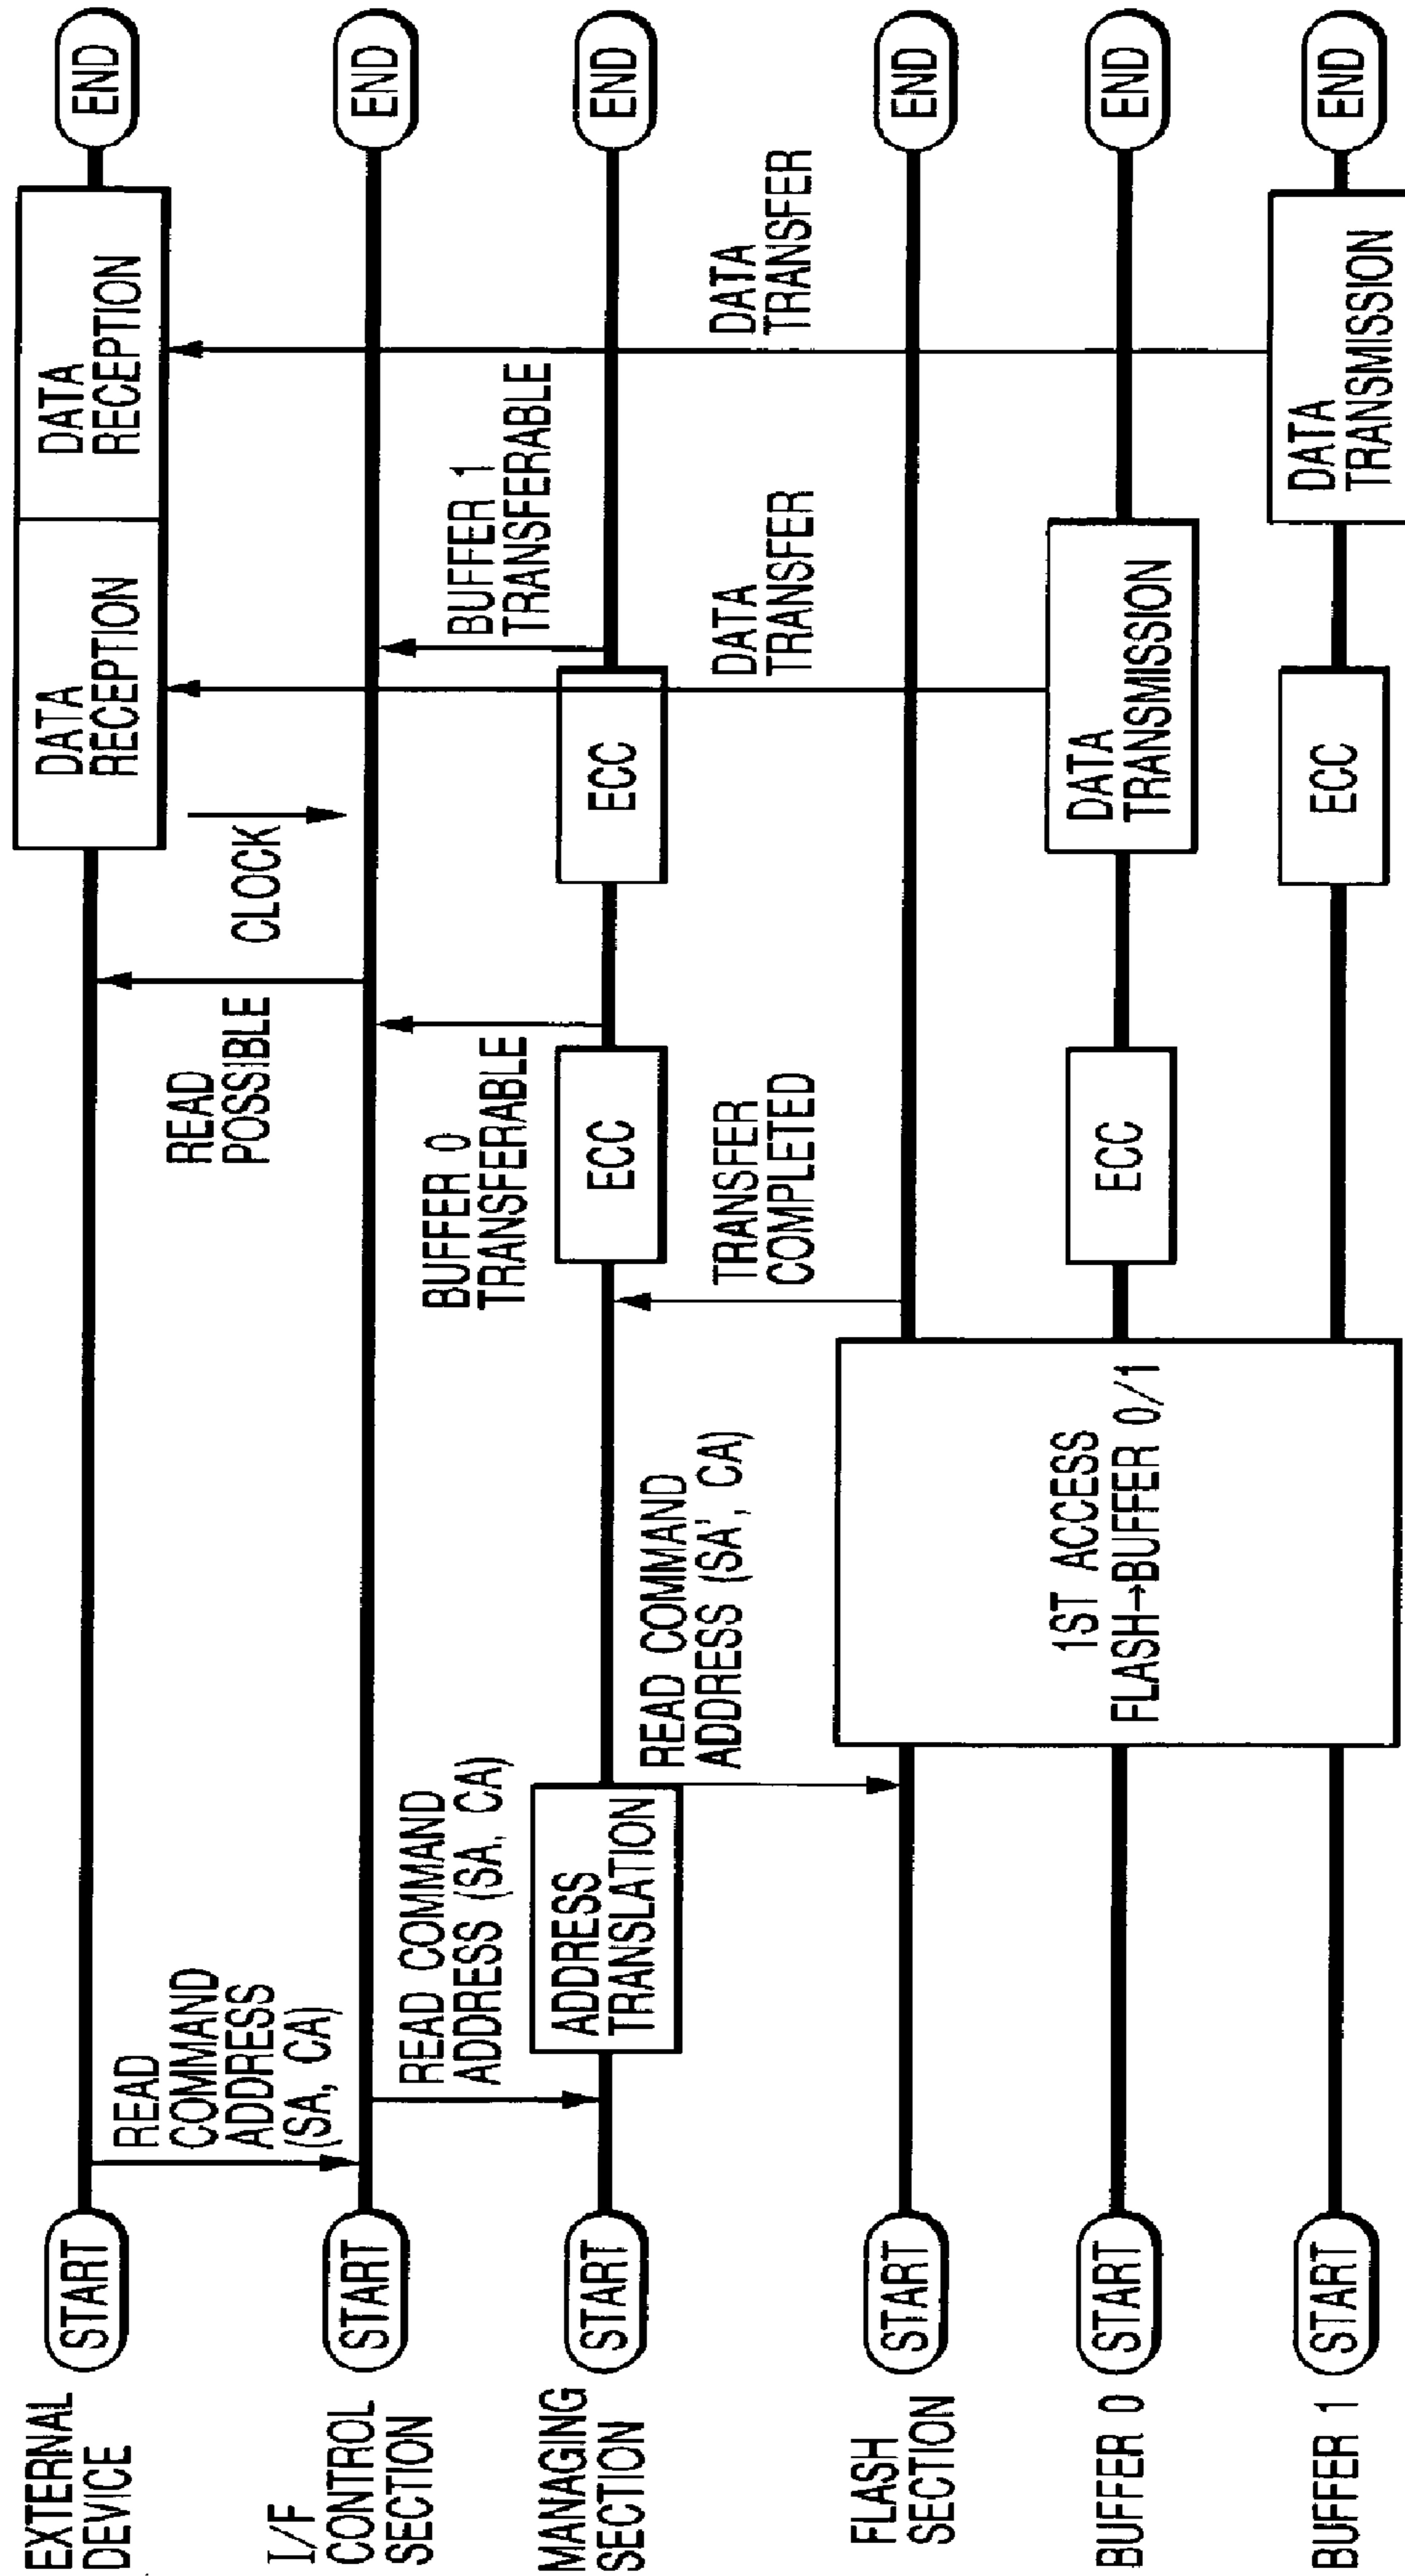 EXTERNAL
DEVICE
START
READ
COMMAND
ADDRESS
(SA, CA)
READ
POSSIBLE
CLOCK
DATA
RECEPTION
DATA
RECEPTION
END
I/F
CONTROL
SECTION
START
READ COMMAND
ADDRESS (SA, CA)
BUFFER 0
TRANSFERABLE
BUFFER 1
TRANSFERABLE
END
MANAGING
SECTION
START
ADDRESS
TRANSLATION
READ COMMAND
ADDRESS (SA', CA)
ECC
ECC
TRANSFER
COMPLETED
DATA
TRANSFER
DATA
TRANSFER
END
FLASH
SECTION
START
END
BUFFER 0
START
1ST ACCESS
FLASH→BUFFER 0/1
ECC
DATA
TRANSMISSION
END
BUFFER 1
START
ECC
DATA
TRANSMISSION
END